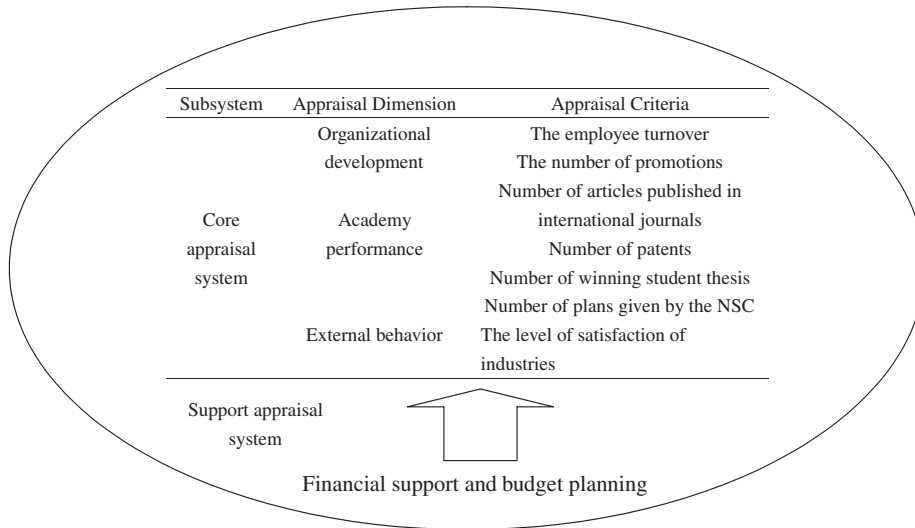 Subsystem Appraisal Dimension Appraisal Criteria
Organizational The employee turnover
development The number of promotions
Number of articles published in
Core Academy international journals
appraisal performance Number of patents
system Number of winning student thesis
Number of plans given by the NSC
External behavior The level of satisfaction of
industries
Support appraisal
system
Financial support and budget planning